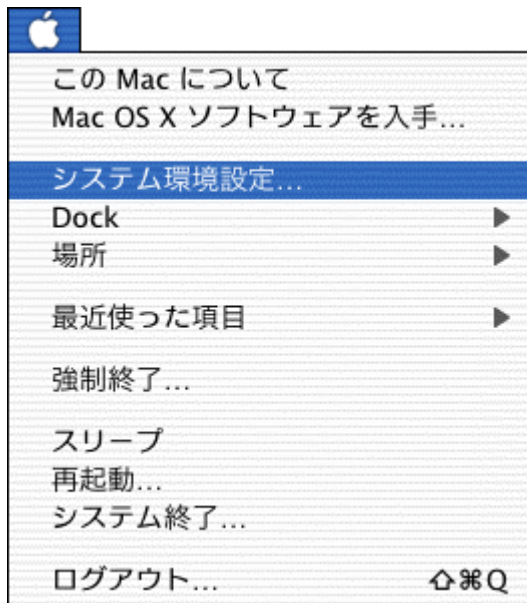 この Mac について
Mac OS X ソフトウェアを入手...
システム環境設定...
Dock
場所
最近使った項目
強制終了...
スリープ
再起動...
システム終了...
ログアウト... ⇧⌘Q